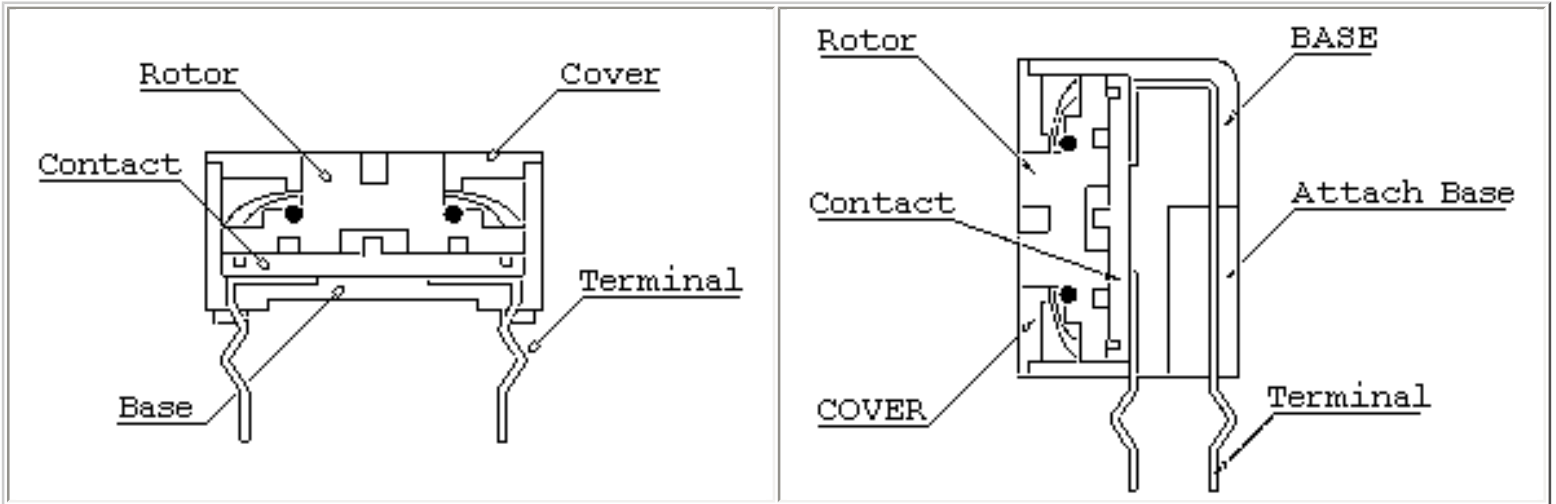 Rotor
Cover
Contact
Terminal
Base
Rotor
BASE
Contact
Attach Base
COVER
Terminal